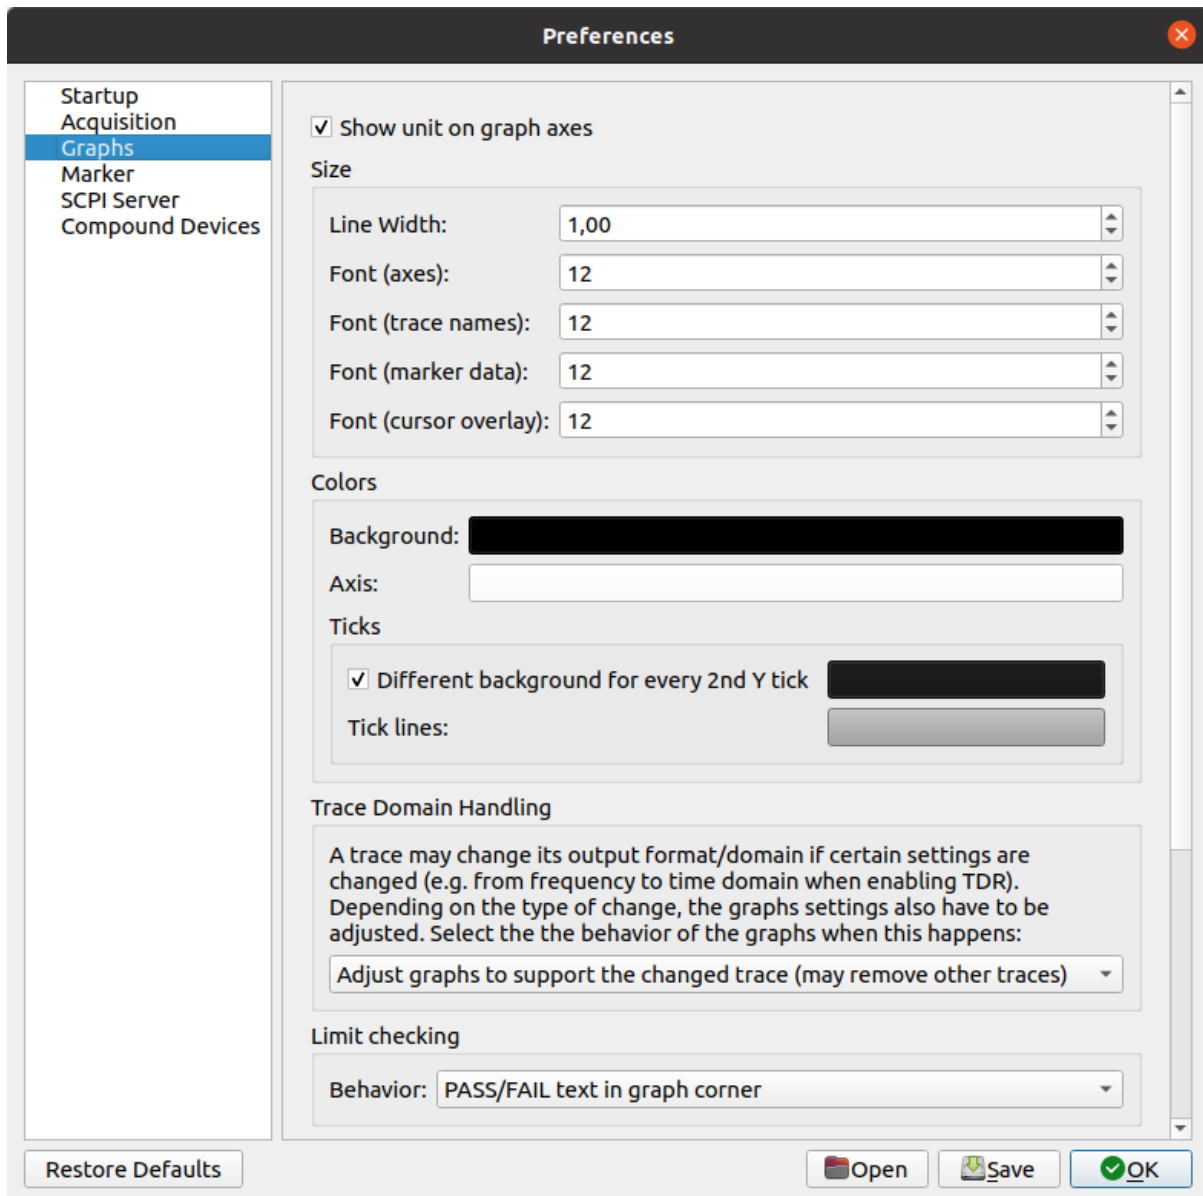 Preferences
Startup
Acquisition
Graphs
Marker
SCPI Server
Compound Devices
Show unit on graph axes
Size
Line Width: 1,00
Font (axes): 12
Font (trace names): 12
Font (marker data): 12
Font (cursor overlay): 12
Colors
Background:
Axis:
Ticks
Different background for every 2nd Y tick
Tick lines:
Trace Domain Handling
A trace may change its output format/domain if certain settings are
changed (e.g. from frequency to time domain when enabling TDR).
Depending on the type of change, the graphs settings also have to be
adjusted. Select the the behavior of the graphs when this happens:
Adjust graphs to support the changed trace (may remove other traces)
Limit checking
Behavior: PASS/FAIL text in graph corner
Restore Defaults
Open
Save
OK